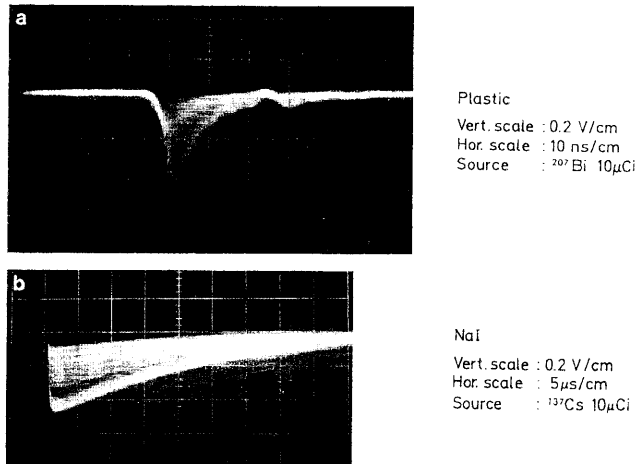 a
Plastic
Vert. scale : 0.2 V/cm
Hor. scale : 10 ns/cm
Source : ²⁰⁷Bi 10μCi
b
NaI
Vert. scale : 0.2 V/cm
Hor. scale : 5μs/cm
Source : ¹³⁷Cs 10μCi